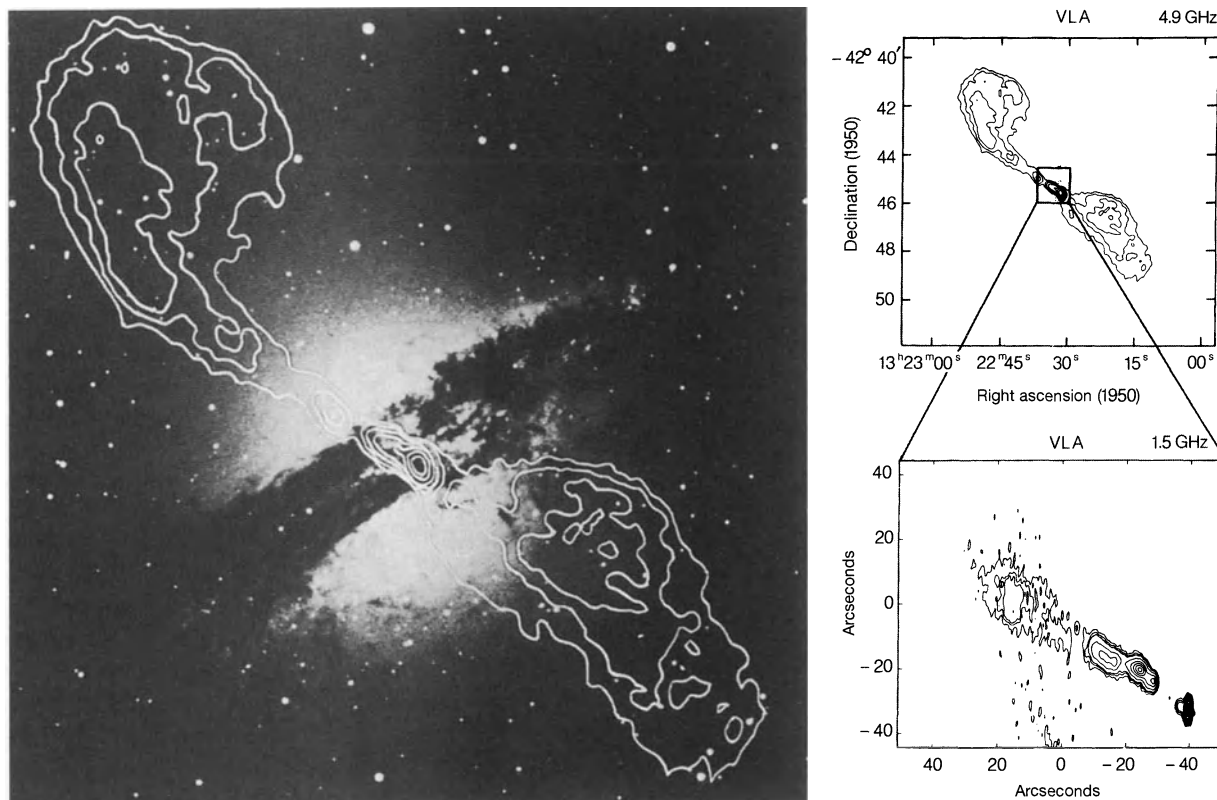 VLA 4.9 GHz
− 42° 40′
42
44
46
48
50
Declination (1950)
13ʰ23ᵐ00ˢ 22ᵐ45ˢ 30ˢ 15ˢ 00ˢ
Right ascension (1950)
VLA 1.5 GHz
40
20
0
− 20
− 40
Arcseconds
40 20 0 − 20 − 40
Arcseconds